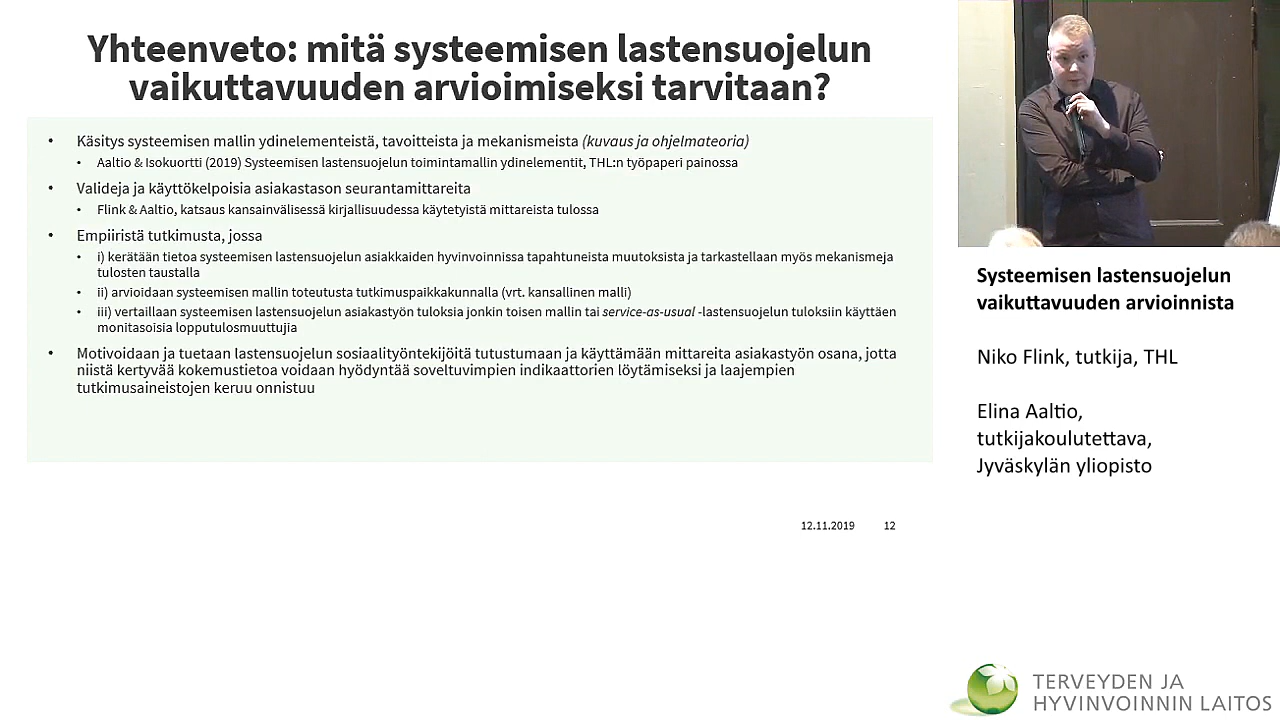 Yhteenveto: mitä systeemisen lastensuojelun
vaikuttavuuden arvioimiseksi tarvitaan?
• Käsitys systeemisen mallin ydinelementeistä, tavoitteista ja mekanismeista (kuvaus ja ohjelmateoria)
• Aaltio & Isokuortti (2019) Systeemisen lastensuojelun toimintamallin ydinelementit, THL:n työpaperi painossa
• Valideja ja käyttökelpoisia asiakastason seurantamittareita
• Flink & Aaltio, katsaus kansainvälisessä kirjallisuudessa käytetyistä mittareista tulossa
• Empiiristä tutkimusta, jossa
• i) kerätään tietoa systeemisen lastensuojelun asiakkaiden hyvinvoinnissa tapahtuneista muutoksista ja tarkastellaan myös mekanismeja
tulosten taustalla
• ii) arvioidaan systeemisen mallin toteutusta tutkimuspaikkakunnalla (vrt. kansallinen malli)
• iii) vertaillaan systeemisen lastensuojelun asiakastyön tuloksia jonkin toisen mallin tai service-as-usual -lastensuojelun tuloksiin käyttäen
monitasoisia lopputulosmuuttujia
• Motivoidaan ja tuetaan lastensuojelun sosiaalityöntekijöitä tutustumaan ja käyttämään mittareita asiakastyön osana, jotta
niistä kertyvää kokemustietoa voidaan hyödyntää soveltuvimpien indikaattorien löytämiseksi ja laajempien
tutkimusaineistojen keruu onnistuu
12.11.2019 12
Systeemisen lastensuojelun
vaikuttavuuden arvioinnista
Niko Flink, tutkija, THL
Elina Aaltio,
tutkijakoulutettava,
Jyväskylän yliopisto
TERVEYDEN JA
HYVINVOINNIN LAITOS